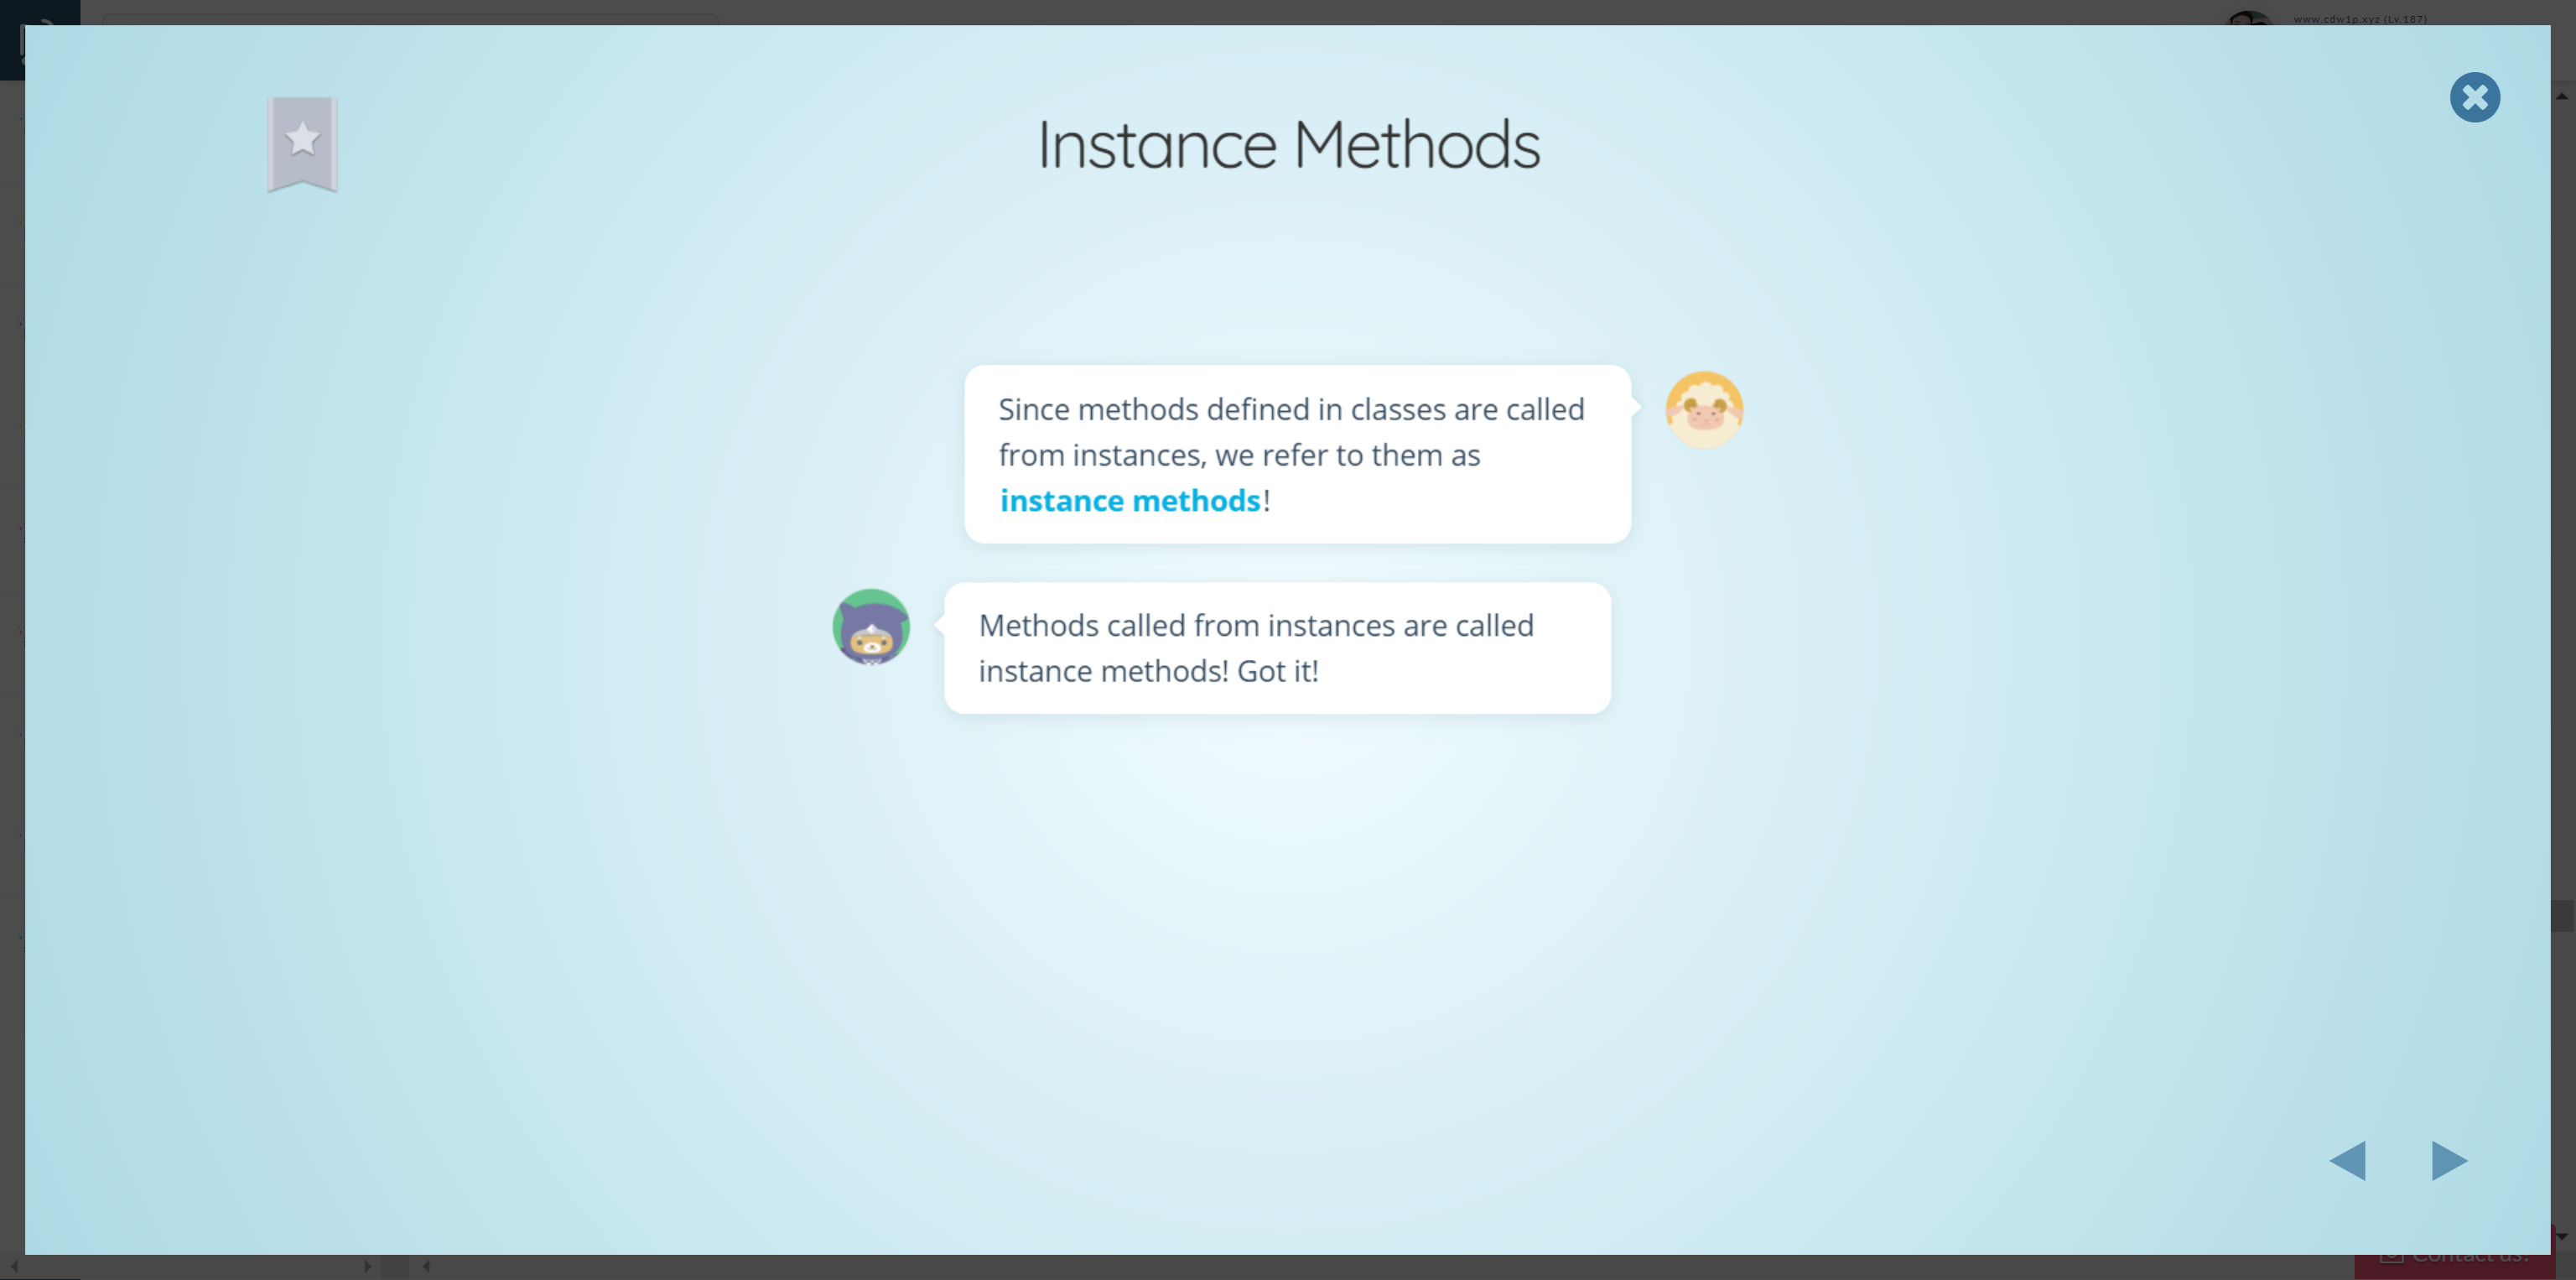 www.cdw1p.xyz (Lv.187)
Instance Methods
Since methods defined in classes are called
from instances, we refer to them as
instance methods!
Methods called from instances are called
instance methods! Got it!
Contact us!